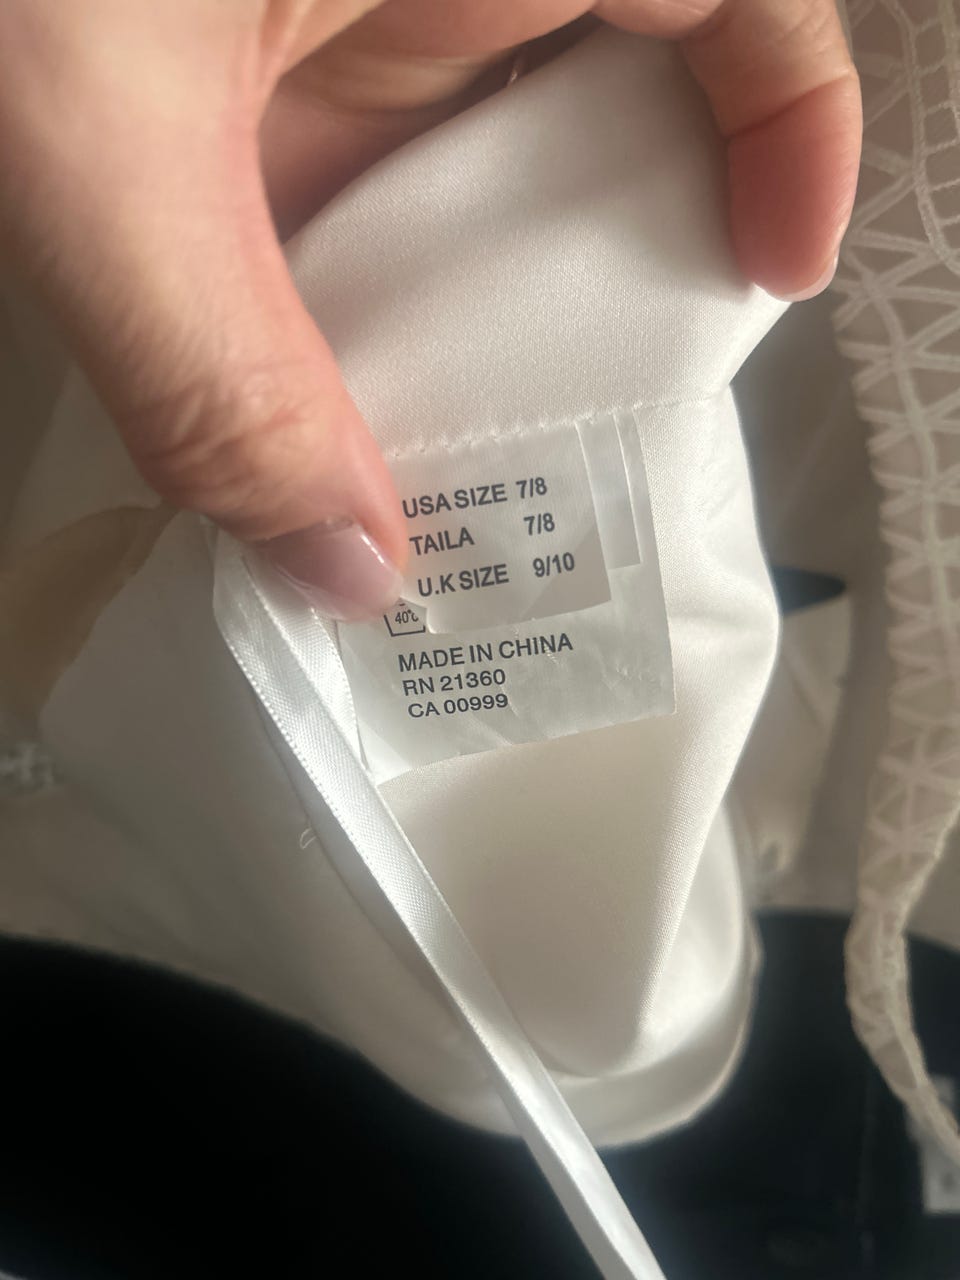 USA SIZE 7/8
TAILA 7/8
U.K SIZE 9/10
40°c
MADE IN CHINA
RN 21360
CA 00999